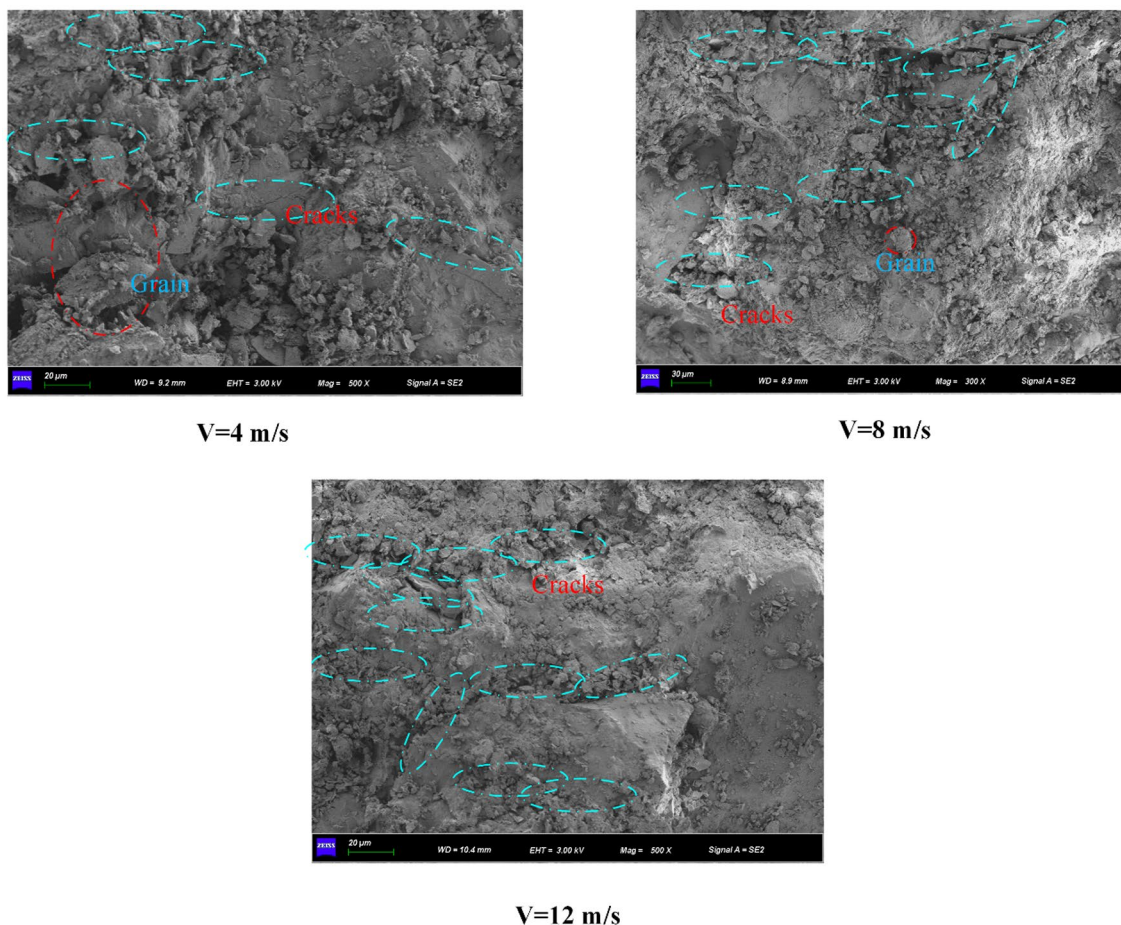 Cracks
Grain
ZEISS
20 µm
WD = 9.2 mm
EHT = 3.00 kV
Mag = 500 X
Signal A = SE2
V=4 m/s
Grain
Cracks
ZEISS
30 µm
WD = 8.9 mm
EHT = 3.00 kV
Mag = 300 X
Signal A = SE2
V=8 m/s
Cracks
ZEISS
20 µm
WD = 10.4 mm
EHT = 3.00 kV
Mag = 500 X
Signal A = SE2
V=12 m/s